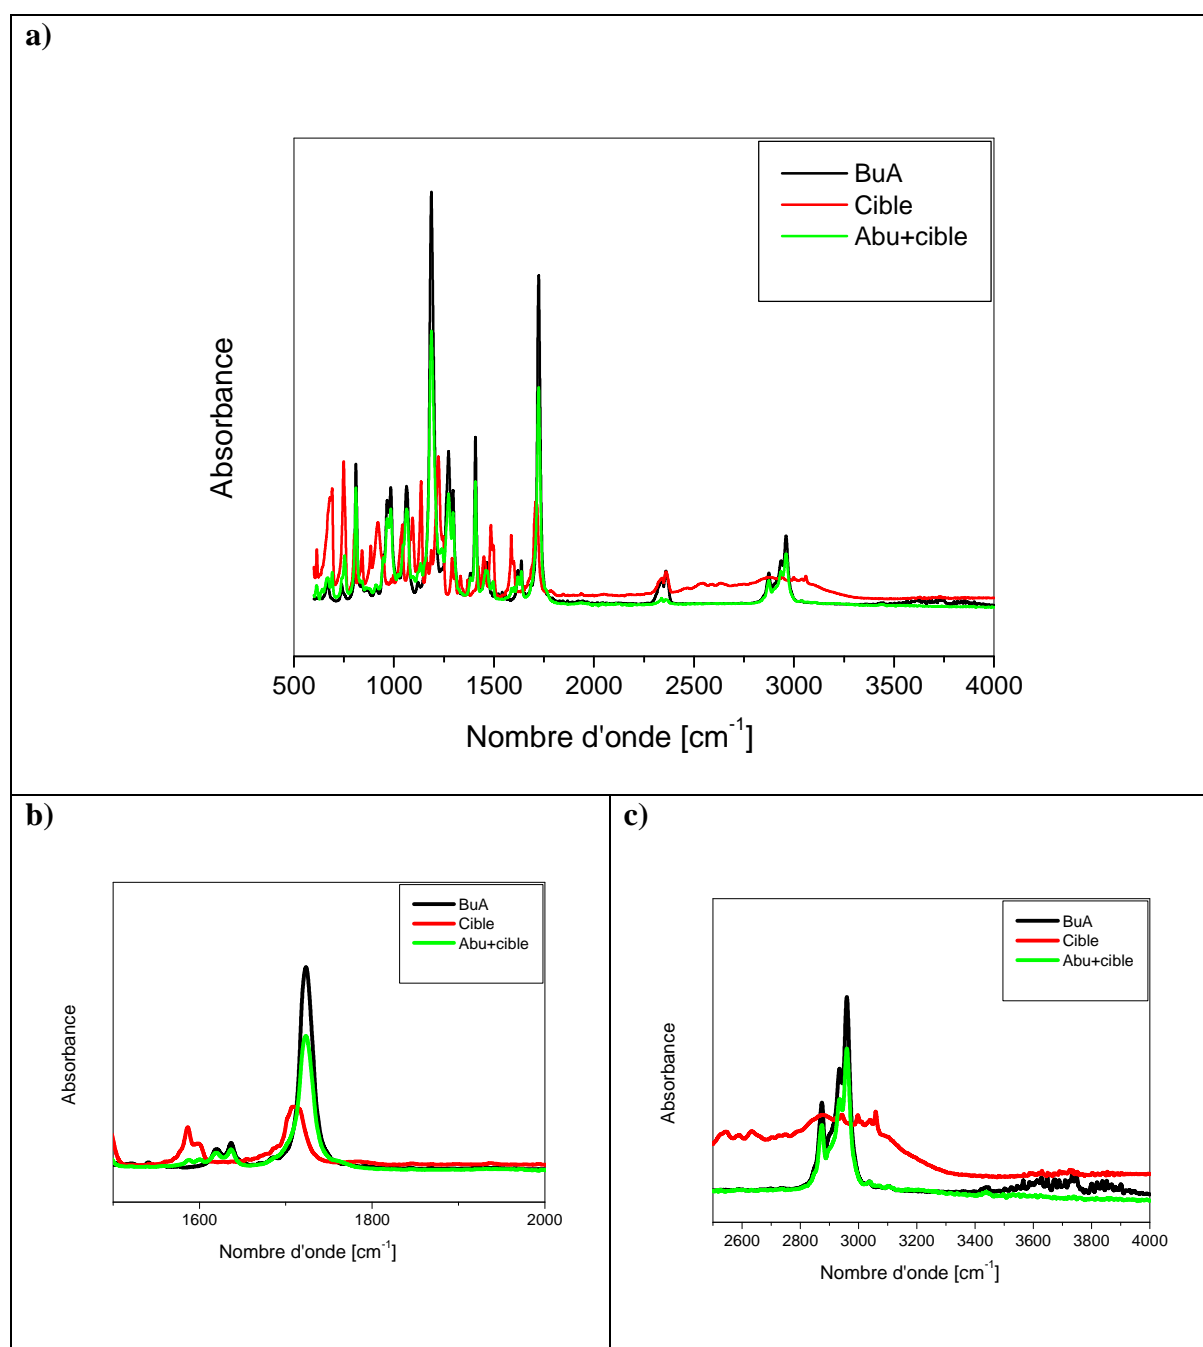 a)
BuA
Cible
Abu+cible
Absorbance
500 1000 1500 2000 2500 3000 3500 4000
Nombre d'onde [cm-1]
b)
BuA
Cible
Abu+cible
Absorbance
1600 1800 2000
Nombre d'onde [cm-1]
c)
BuA
Cible
Abu+cible
Absorbance
2600 2800 3000 3200 3400 3600 3800 4000
Nombre d'onde [cm-1]